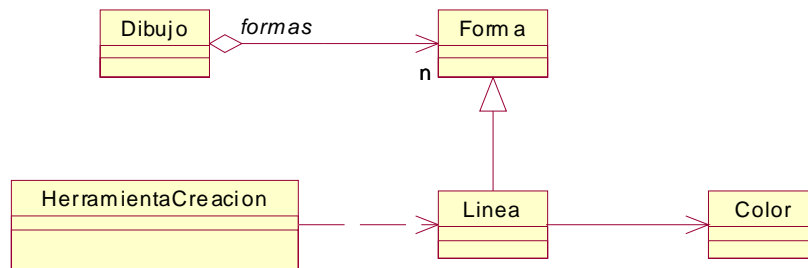 Dibujo
formas
Forma
n
HerramientaCreacion
Linea
Color